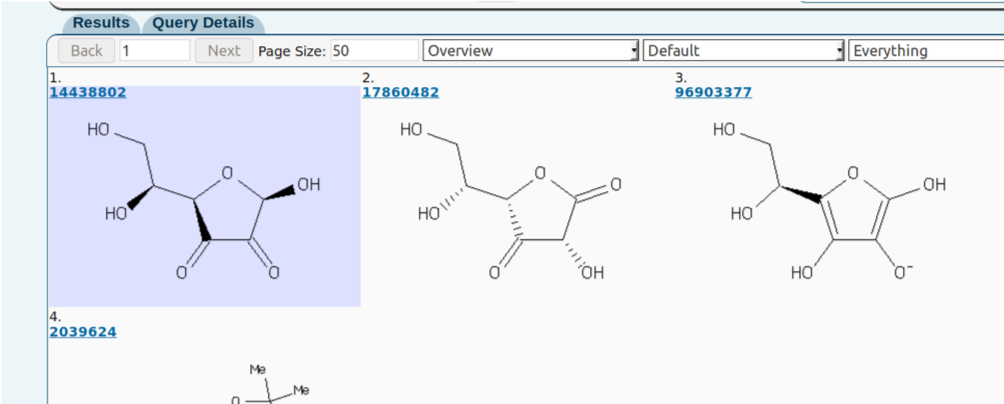 Results Query Details
Back 1 Next Page Size: 50 Overview Default Everything
1. 2. 3.
14438802 17860482 96903377
HO HO HO
O O O
OH O OH
HO HO HO
O O O OH HO O⁻
4.
2039624
Me
Me
O